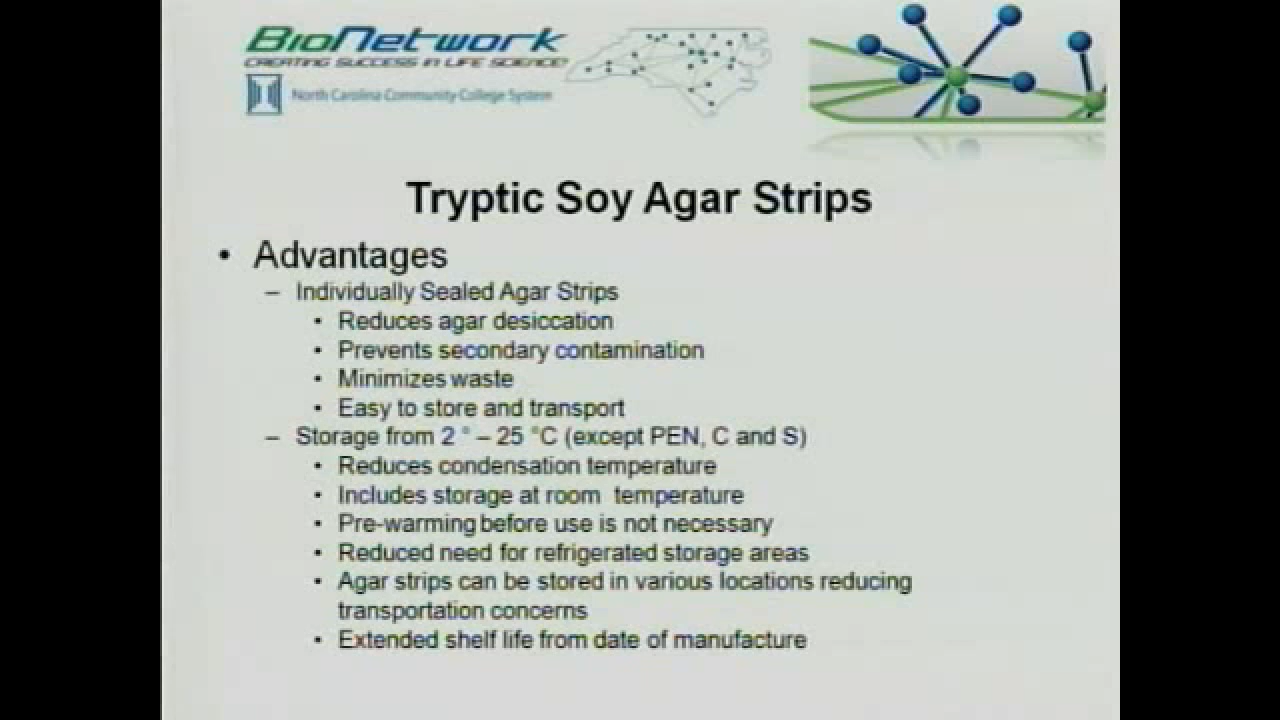 BioNetwork
CREATING SUCCESS IN LIFE SCIENCE
North Carolina Community College System
Tryptic Soy Agar Strips
• Advantages
– Individually Sealed Agar Strips
• Reduces agar desiccation
• Prevents secondary contamination
• Minimizes waste
• Easy to store and transport
– Storage from 2 ° – 25 °C (except PEN, C and S)
• Reduces condensation temperature
• Includes storage at room temperature
• Pre-warming before use is not necessary
• Reduced need for refrigerated storage areas
• Agar strips can be stored in various locations reducing
transportation concerns
• Extended shelf life from date of manufacture